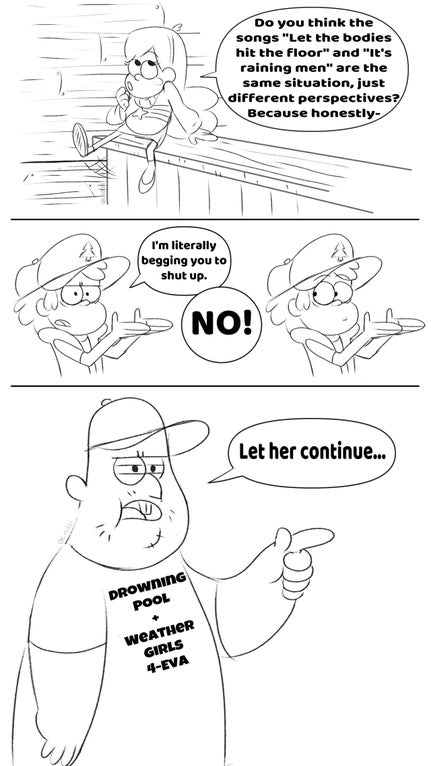 Do you think the
songs "Let the bodies
hit the floor" and "It's
raining men" are the
same situation, just
different perspectives?
Because honestly-
I'm literally
begging you to
shut up.
NO!
Let her continue...
DROWNING
POOL
+
WEATHER
GIRLS
4-EVA